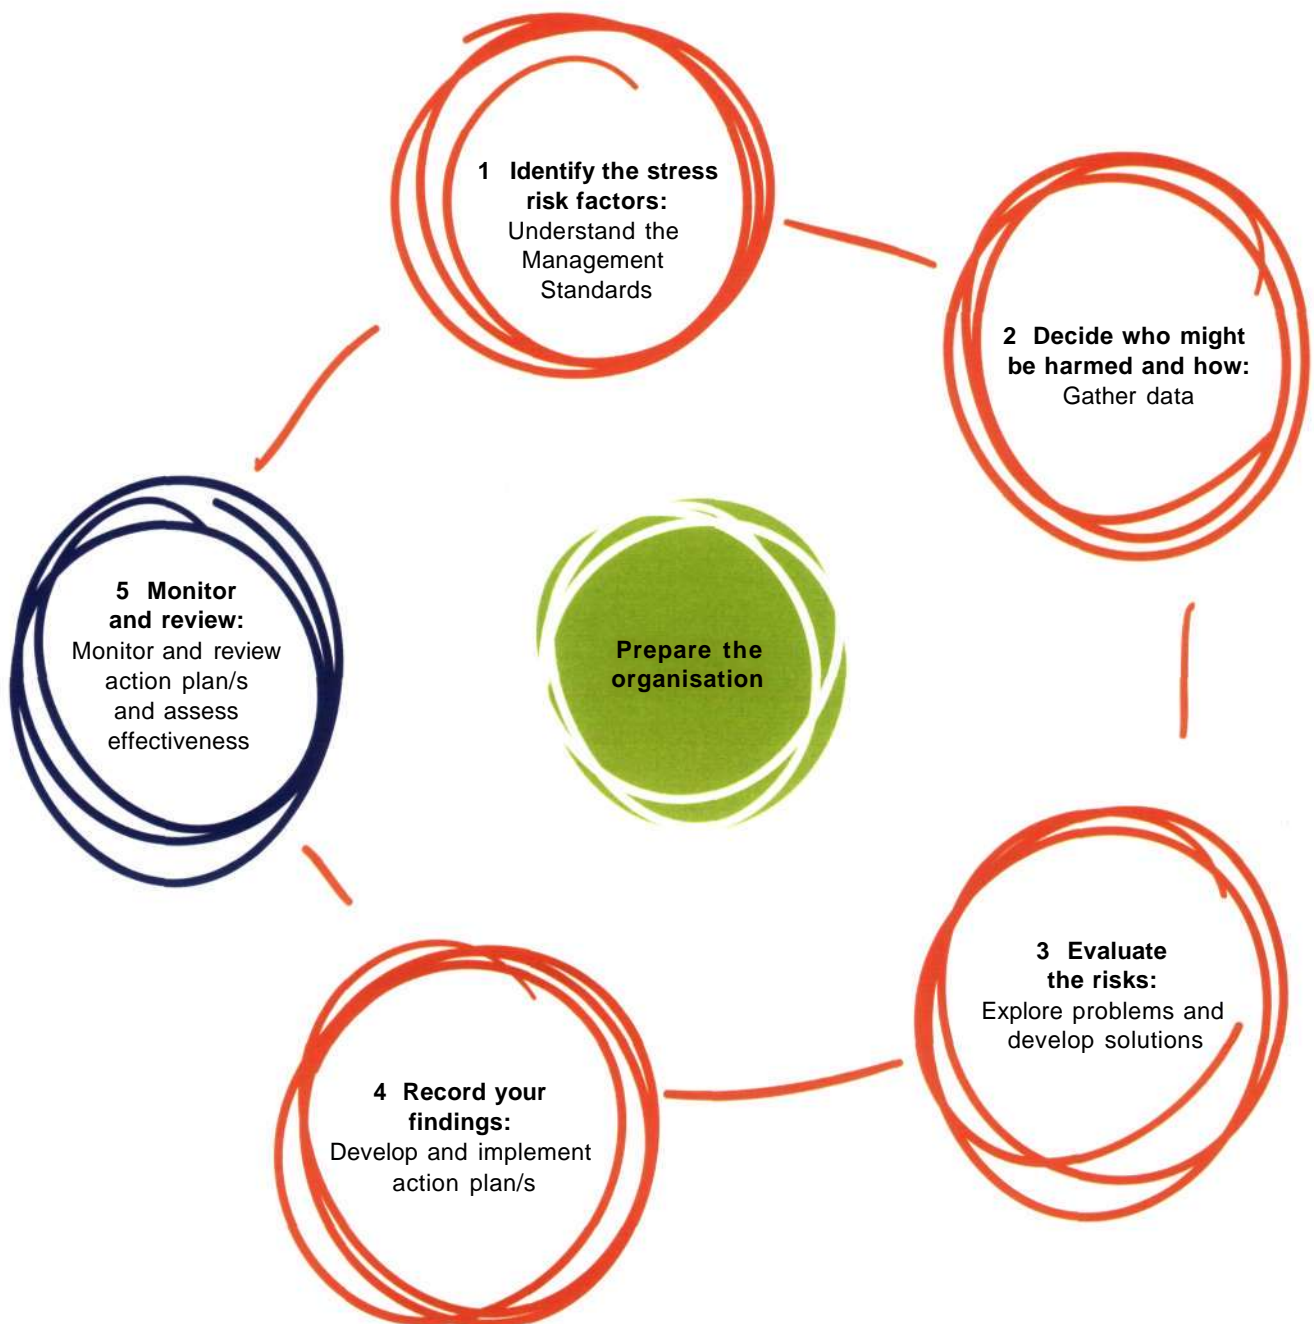 1 Identify the stress
risk factors:
Understand the
Management
Standards
2 Decide who might
be harmed and how:
Gather data
3 Evaluate
the risks:
Explore problems and
develop solutions
4 Record your
findings:
Develop and implement
action plan/s
5 Monitor
and review:
Monitor and review
action plan/s
and assess
effectiveness
Prepare the
organisation